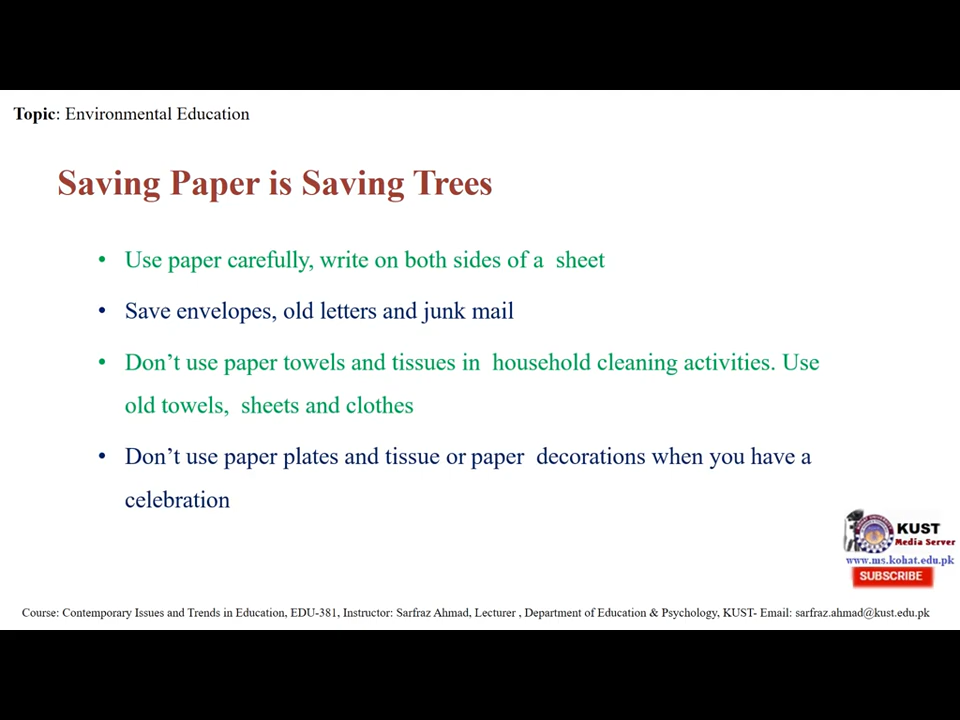 Topic: Environmental Education
Saving Paper is Saving Trees
• Use paper carefully, write on both sides of a sheet
• Save envelopes, old letters and junk mail
• Don’t use paper towels and tissues in household cleaning activities. Use
old towels, sheets and clothes
• Don’t use paper plates and tissue or paper decorations when you have a
celebration
KUST
Media Server
www.ms.kohat.edu.pk
SUBSCRIBE
Course: Contemporary Issues and Trends in Education, EDU-381, Instructor: Sarfraz Ahmad, Lecturer , Department of Education & Psychology, KUST- Email: sarfraz.ahmad@kust.edu.pk